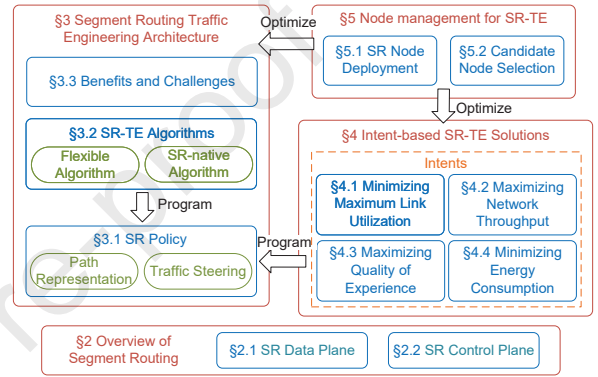 §3 Segment Routing Traffic
Engineering Architecture
§3.3 Benefits and Challenges
§3.2 SR-TE Algorithms
Flexible
Algorithm
SR-native
Algorithm
Program
§3.1 SR Policy
Path
Representation
Traffic Steering
Optimize
§5 Node management for SR-TE
§5.1 SR Node
Deployment
§5.2 Candidate
Node Selection
Optimize
§4 Intent-based SR-TE Solutions
Intents
§4.1 Minimizing
Maximum Link
Utilization
§4.2 Maximizing
Network
Throughput
§4.3 Maximizing
Quality of
Experience
§4.4 Minimizing
Energy
Consumption
Program
§2 Overview of
Segment Routing
§2.1 SR Data Plane
§2.2 SR Control Plane
re-proof